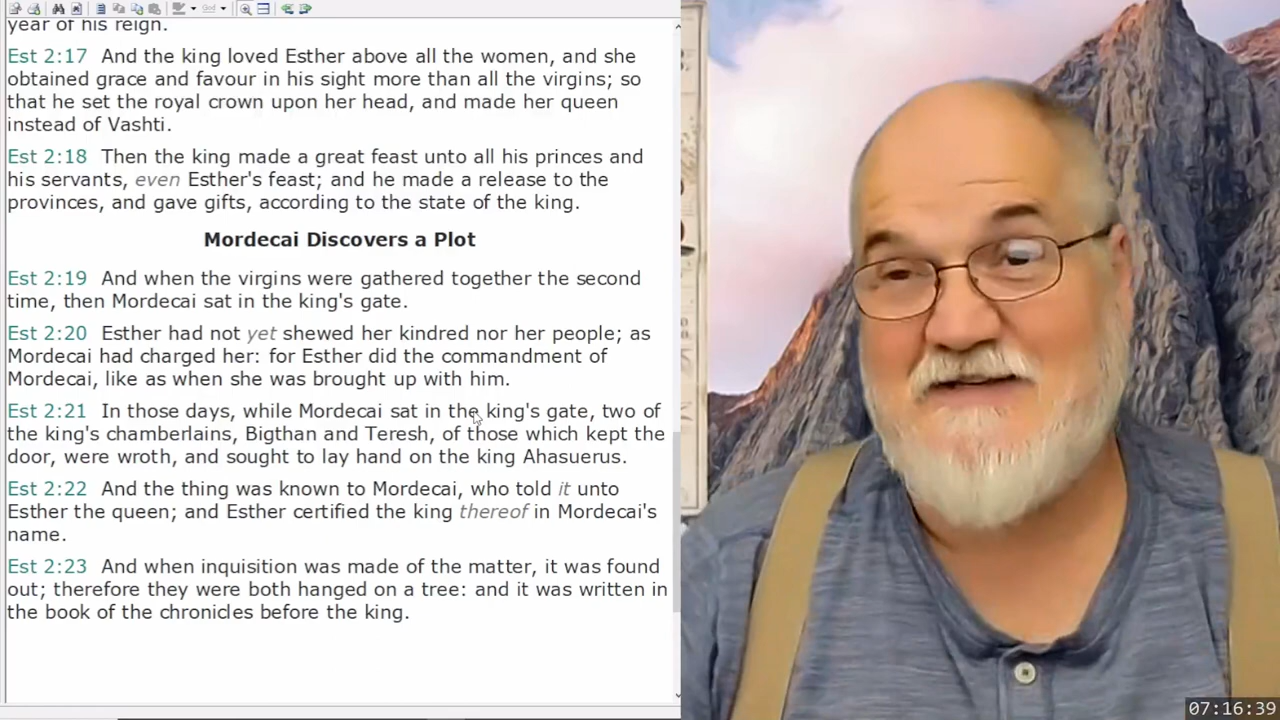 year of his reign.
Est 2:17 And the king loved Esther above all the women, and she
obtained grace and favour in his sight more than all the virgins; so
that he set the royal crown upon her head, and made her queen
instead of Vashti.
Est 2:18 Then the king made a great feast unto all his princes and
his servants, even Esther's feast; and he made a release to the
provinces, and gave gifts, according to the state of the king.
Mordecai Discovers a Plot
Est 2:19 And when the virgins were gathered together the second
time, then Mordecai sat in the king's gate.
Est 2:20 Esther had not yet shewed her kindred nor her people; as
Mordecai had charged her: for Esther did the commandment of
Mordecai, like as when she was brought up with him.
Est 2:21 In those days, while Mordecai sat in the king's gate, two of
the king's chamberlains, Bigthan and Teresh, of those which kept the
door, were wroth, and sought to lay hand on the king Ahasuerus.
Est 2:22 And the thing was known to Mordecai, who told it unto
Esther the queen; and Esther certified the king thereof in Mordecai's
name.
Est 2:23 And when inquisition was made of the matter, it was found
out; therefore they were both hanged on a tree: and it was written in
the book of the chronicles before the king.
07:16:39